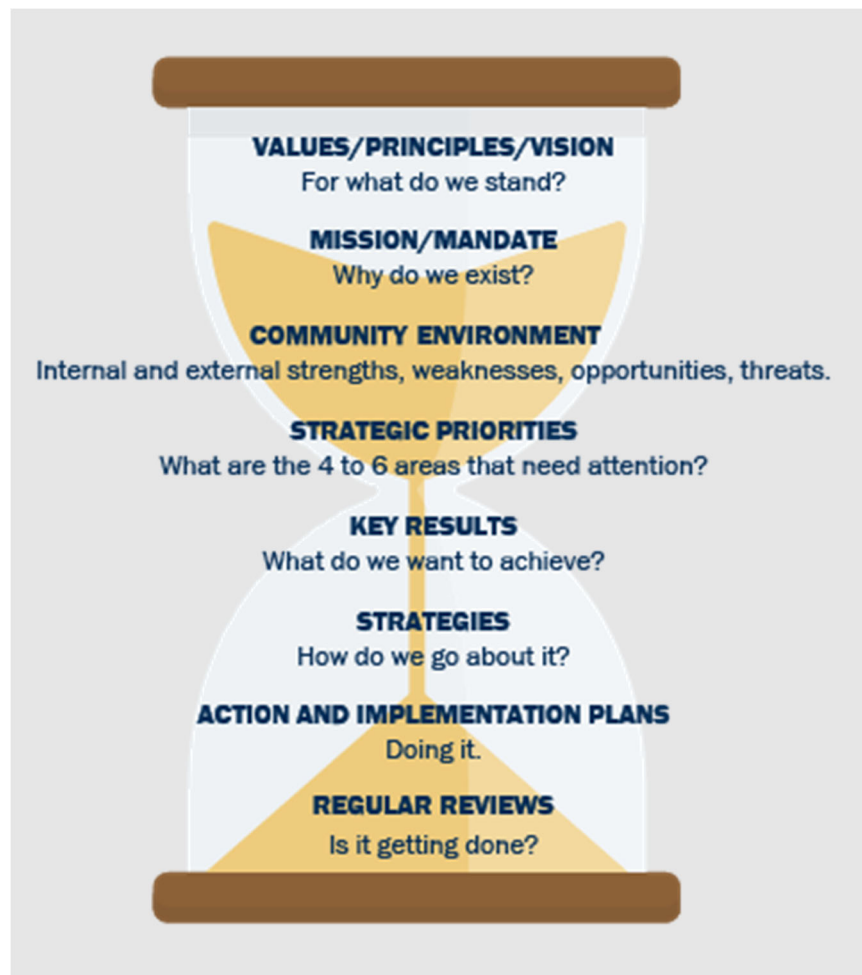 VALUES/PRINCIPLES/VISION
For what do we stand?
MISSION/MANDATE
Why do we exist?
COMMUNITY ENVIRONMENT
Internal and external strengths, weaknesses, opportunities, threats.
STRATEGIC PRIORITIES
What are the 4 to 6 areas that need attention?
KEY RESULTS
What do we want to achieve?
STRATEGIES
How do we go about it?
ACTION AND IMPLEMENTATION PLANS
Doing it.
REGULAR REVIEWS
Is it getting done?